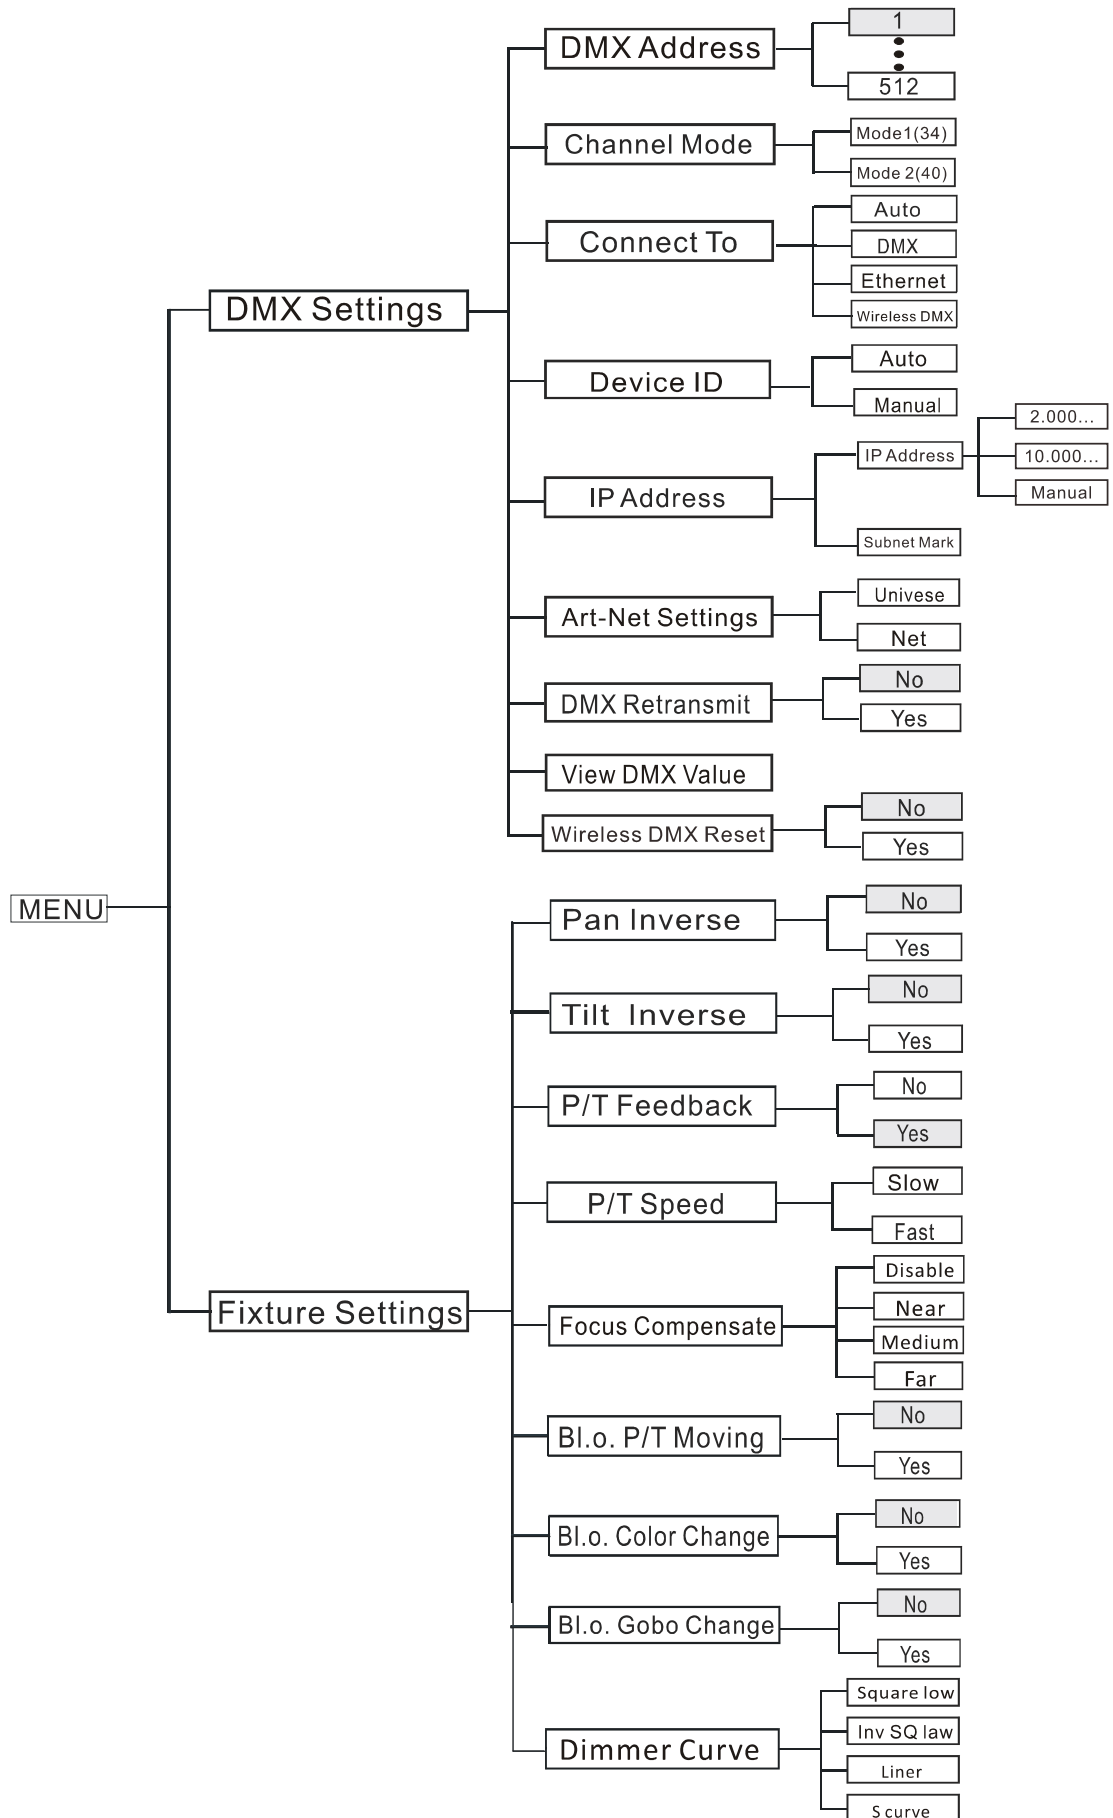 MENU
DMX Settings
DMX Address
1
512
Channel Mode
Mode1(34)
Mode 2(40)
Connect To
Auto
DMX
Ethernet
Wireless DMX
Device ID
Auto
Manual
IP Address
IP Address
2.000...
10.000...
Manual
Subnet Mark
Art-Net Settings
Univese
Net
DMX Retransmit
No
Yes
View DMX Value
Wireless DMX Reset
No
Yes
Fixture Settings
Pan Inverse
No
Yes
Tilt Inverse
No
Yes
P/T Feedback
No
Yes
P/T Speed
Slow
Fast
Focus Compensate
Disable
Near
Medium
Far
Bl.o. P/T Moving
No
Yes
Bl.o. Color Change
No
Yes
Bl.o. Gobo Change
No
Yes
Dimmer Curve
Square low
Inv SQ law
Liner
S curve